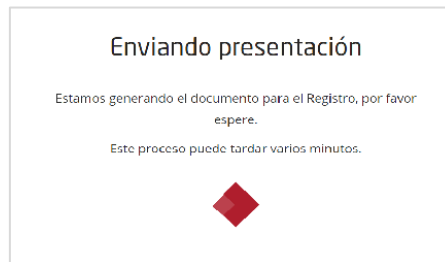 Enviando presentación
Estamos generando el documento para el Registro, por favor
espere.
Este proceso puede tardar varios minutos.